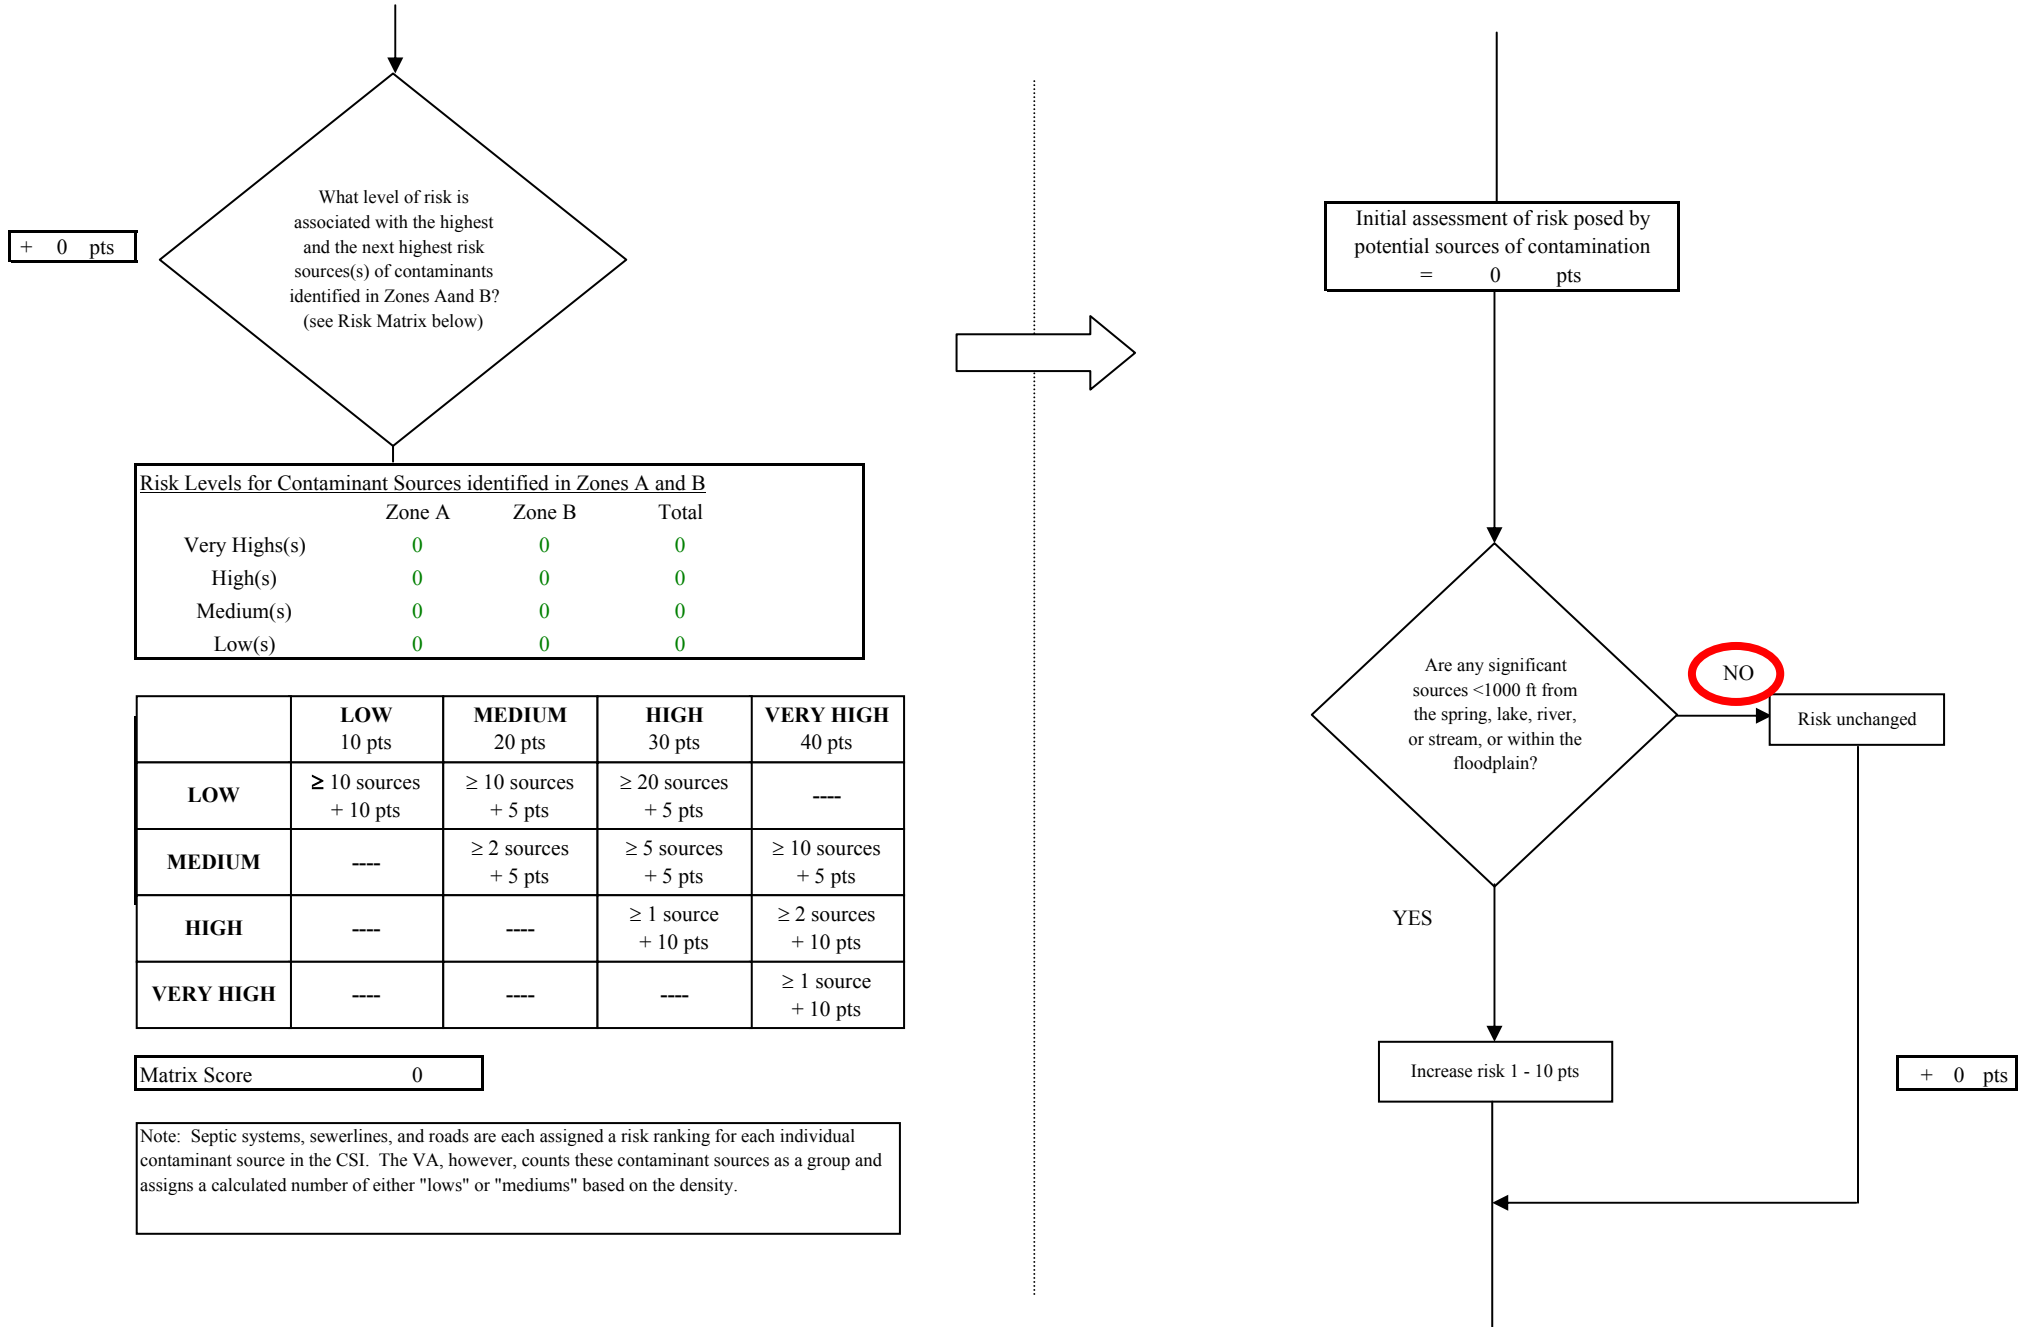 What level of risk is
associated with the highest
and the next highest risk
sources(s) of contaminants
identified in Zones Aand B?
(see Risk Matrix below)
+ 0 pts
Risk Levels for Contaminant Sources identified in Zones A and B
Zone A Zone B Total
Very Highs(s) 0 0 0
High(s) 0 0 0
Medium(s) 0 0 0
Low(s) 0 0 0
LOW MEDIUM HIGH VERY HIGH
10 pts 20 pts 30 pts 40 pts
LOW ≥ 10 sources ≥ 10 sources ≥ 20 sources ----
+ 10 pts + 5 pts + 5 pts
MEDIUM ---- ≥ 2 sources ≥ 5 sources ≥ 10 sources
+ 5 pts + 5 pts + 5 pts
HIGH ---- ---- ≥ 1 source ≥ 2 sources
+ 10 pts + 10 pts
VERY HIGH ---- ---- ---- ≥ 1 source
+ 10 pts
Matrix Score 0
Note: Septic systems, sewerlines, and roads are each assigned a risk ranking for each individual
contaminant source in the CSI. The VA, however, counts these contaminant sources as a group and
assigns a calculated number of either "lows" or "mediums" based on the density.
Initial assessment of risk posed by
potential sources of contamination
= 0 pts
Are any significant
sources <1000 ft from
the spring, lake, river,
or stream, or within the
floodplain?
NO
Risk unchanged
YES
Increase risk 1 - 10 pts
+ 0 pts